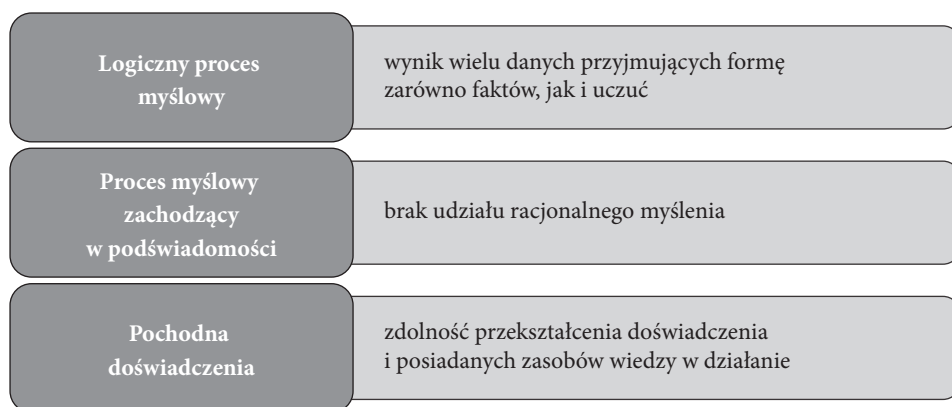 Logiczny proces
myślowy
wynik wielu danych przyjmujących formę
zarówno faktów, jak i uczuć
Proces myślowy
zachodzący
w podświadomości
brak udziału racjonalnego myślenia
Pochodna
doświadczenia
zdolność przekształcenia doświadczenia
i posiadanych zasobów wiedzy w działanie